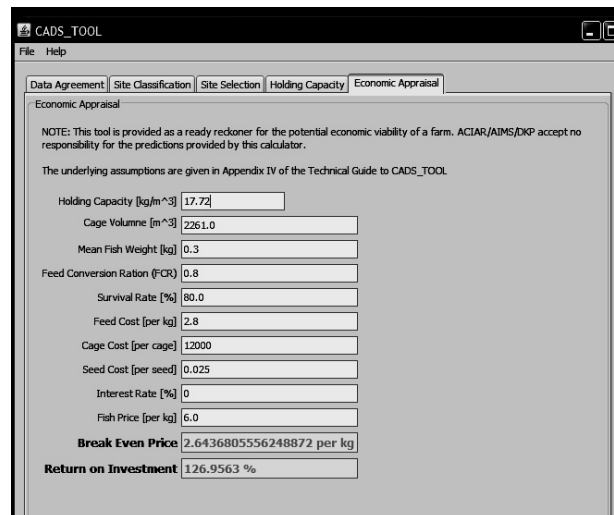 CADS_TOOL
File Help
Data Agreement Site Classification Site Selection Holding Capacity Economic Appraisal
Economic Appraisal
NOTE: This tool is provided as a ready reckoner for the potential economic viability of a farm. ACIAR/AIMS/DKP accept no
responsibility for the predictions provided by this calculator.
The underlying assumptions are given in Appendix IV of the Technical Guide to CADS_TOOL
Holding Capacity [kg/m^3] 17.72
Cage Volumne [m^3] 2261.0
Mean Fish Weight [kg] 0.3
Feed Conversion Ration (FCR) 0.8
Survival Rate [%] 80.0
Feed Cost [per kg] 2.8
Cage Cost [per cage] 12000
Seed Cost [per seed] 0.025
Interest Rate [%] 0
Fish Price [per kg] 6.0
Break Even Price 2.6436805556248872 per kg
Return on Investment 126.9563 %